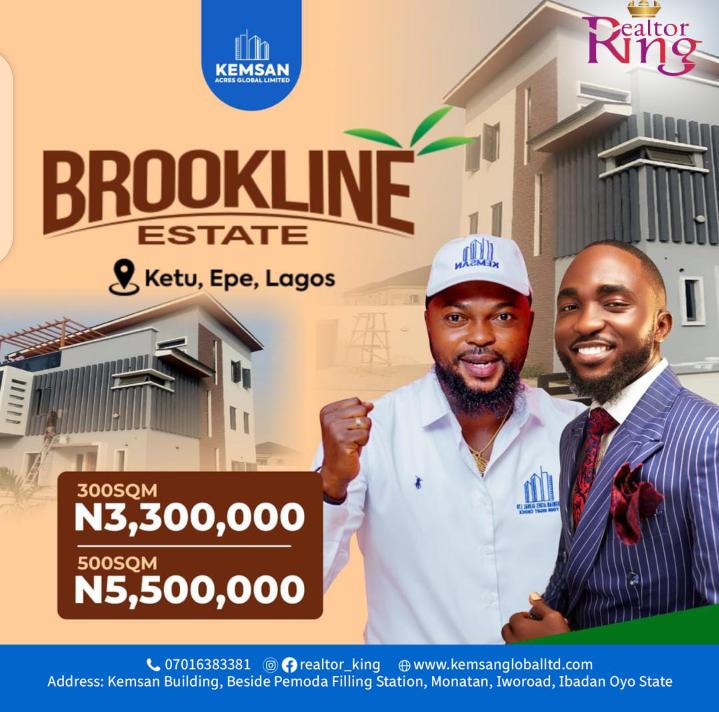 Realtor
King
KEMSAN
ACRES GLOBAL LIMITED
BROOKLINE
ESTATE
Ketu, Epe, Lagos
KEMSAN
300SQM
N3,300,000
500SQM
N5,500,000
07016383381 realtor_king www.kemsangloballtd.com
Address: Kemsan Building, Beside Pemoda Filling Station, Monatan, Iworoad, Ibadan Oyo State